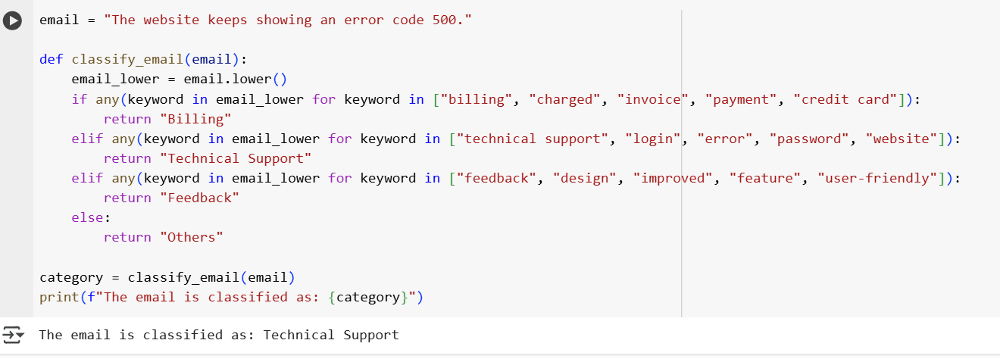 email = "The website keeps showing an error code 500."

def classify_email(email):
    email_lower = email.lower()
    if any(keyword in email_lower for keyword in ["billing", "charged", "invoice", "payment", "credit card"]):
        return "Billing"
    elif any(keyword in email_lower for keyword in ["technical support", "login", "error", "password", "website"]):
        return "Technical Support"
    elif any(keyword in email_lower for keyword in ["feedback", "design", "improved", "feature", "user-friendly"]):
        return "Feedback"
    else:
        return "Others"

category = classify_email(email)
print(f"The email is classified as: {category}")
The email is classified as: Technical Support